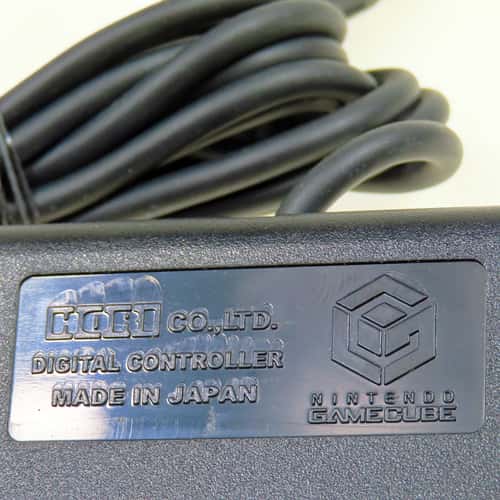 HORI CO.,LTD.
DIGITAL CONTROLLER
MADE IN JAPAN
NINTENDO
GAMECUBE